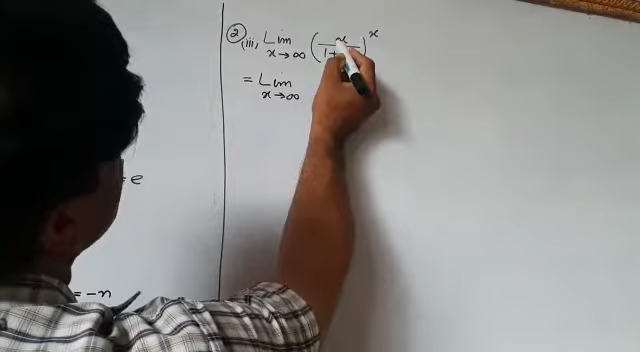 ② (iii, Lim x→∞ (x/1+ )^x
= Lim x→∞
= e
= -n